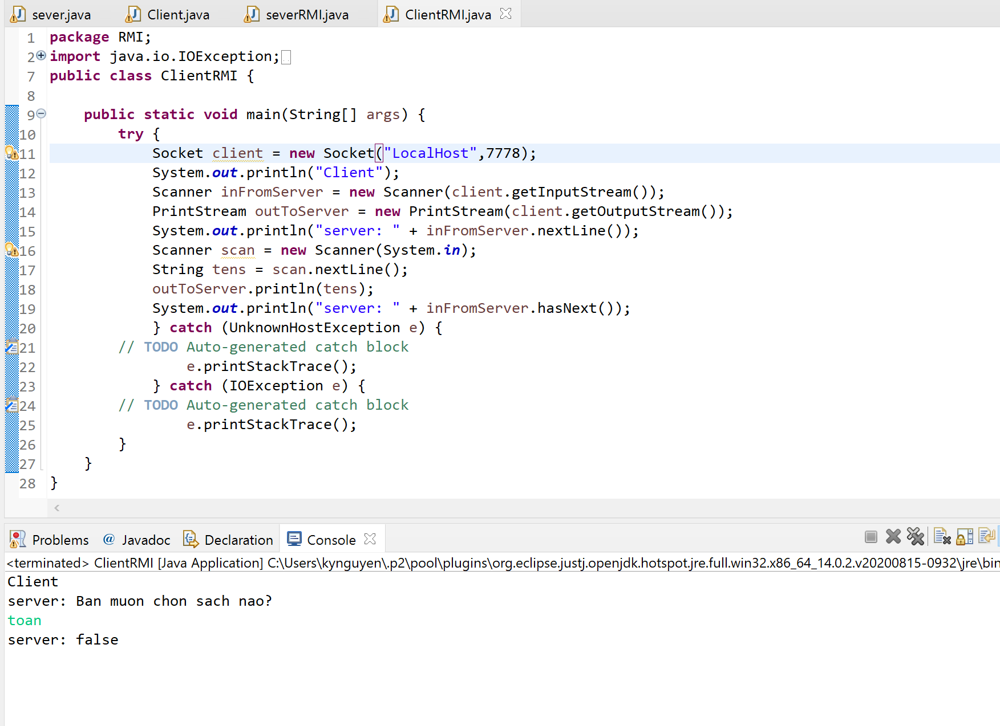 sever.java Client.java severRMI.java ClientRMI.java
1 package RMI;
2 import java.io.IOException;
7 public class ClientRMI {
8
9 public static void main(String[] args) {
10 try {
11 Socket client = new Socket("LocalHost",7778);
12 System.out.println("Client");
13 Scanner inFromServer = new Scanner(client.getInputStream());
14 PrintStream outToServer = new PrintStream(client.getOutputStream());
15 System.out.println("server: " + inFromServer.nextLine());
16 Scanner scan = new Scanner(System.in);
17 String tens = scan.nextLine();
18 outToServer.println(tens);
19 System.out.println("server: " + inFromServer.hasNext());
20 } catch (UnknownHostException e) {
21 // TODO Auto-generated catch block
22 e.printStackTrace();
23 } catch (IOException e) {
24 // TODO Auto-generated catch block
25 e.printStackTrace();
26 }
27 }
28 }
Problems @ Javadoc Declaration Console
<terminated> ClientRMI [Java Application] C:\Users\kynguyen\.p2\pool\plugins\org.eclipse.justj.openjdk.hotspot.jre.full.win32.x86_64_14.0.2.v20200815-0932\jre\bin
Client
server: Ban muon chon sach nao?
toan
server: false